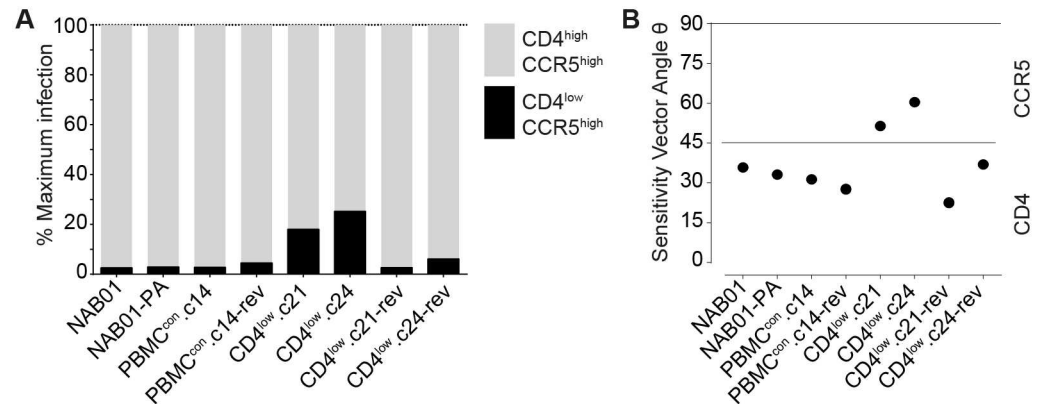 A
% Maximum infection
100
80
60
40
20
0
NAB01
NAB01-PA
PBMCᶜᵒⁿ.c14
PBMCᶜᵒⁿ.c14-rev
CD4ˡᵒʷ.c21
CD4ˡᵒʷ.c24
CD4ˡᵒʷ.c21-rev
CD4ˡᵒʷ.c24-rev
CD4ʰⁱᵍʰ
CCR5ʰⁱᵍʰ
CD4ˡᵒʷ
CCR5ʰⁱᵍʰ
B
Sensitivity Vector Angle θ
90
75
60
45
30
15
0
CCR5
CD4
NAB01
NAB01-PA
PBMCᶜᵒⁿ.c14
PBMCᶜᵒⁿ.c14-rev
CD4ˡᵒʷ.c21
CD4ˡᵒʷ.c24
CD4ˡᵒʷ.c21-rev
CD4ˡᵒʷ.c24-rev